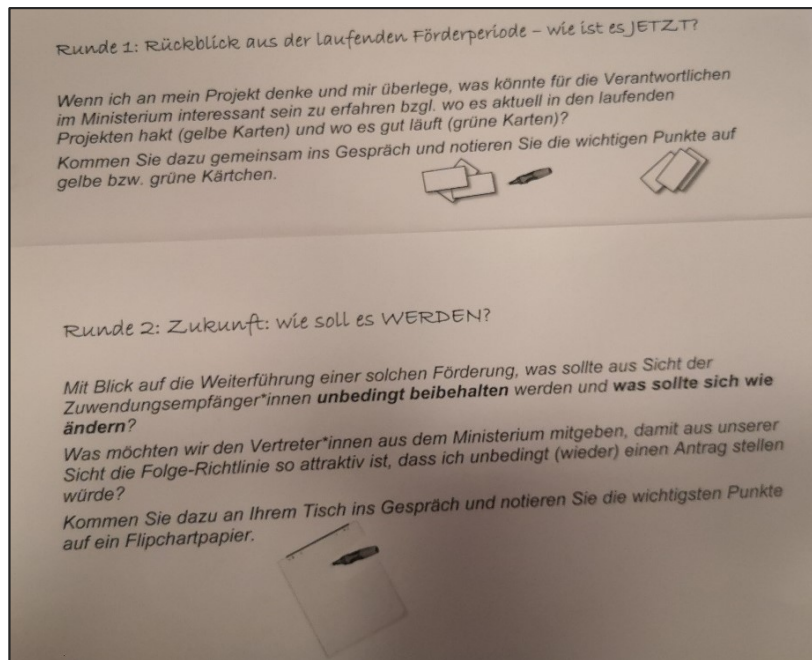 Runde 1: Rückblick aus der laufenden Förderperiode – wie ist es JETZT?
Wenn ich an mein Projekt denke und mir überlege, was könnte für die Verantwortlichen
im Ministerium interessant sein zu erfahren bzgl. wo es aktuell in den laufenden
Projekten hakt (gelbe Karten) und wo es gut läuft (grüne Karten)?
Kommen Sie dazu gemeinsam ins Gespräch und notieren Sie die wichtigen Punkte auf
gelbe bzw. grüne Kärtchen.
Runde 2: Zukunft: wie soll es WERDEN?
Mit Blick auf die Weiterführung einer solchen Förderung, was sollte aus Sicht der
Zuwendungsempfänger*innen unbedingt beibehalten werden und was sollte sich wie
ändern?
Was möchten wir den Vertreter*innen aus dem Ministerium mitgeben, damit aus unserer
Sicht die Folge-Richtlinie so attraktiv ist, dass ich unbedingt (wieder) einen Antrag stellen
würde?
Kommen Sie dazu an Ihrem Tisch ins Gespräch und notieren Sie die wichtigsten Punkte
auf ein Flipchartpapier.